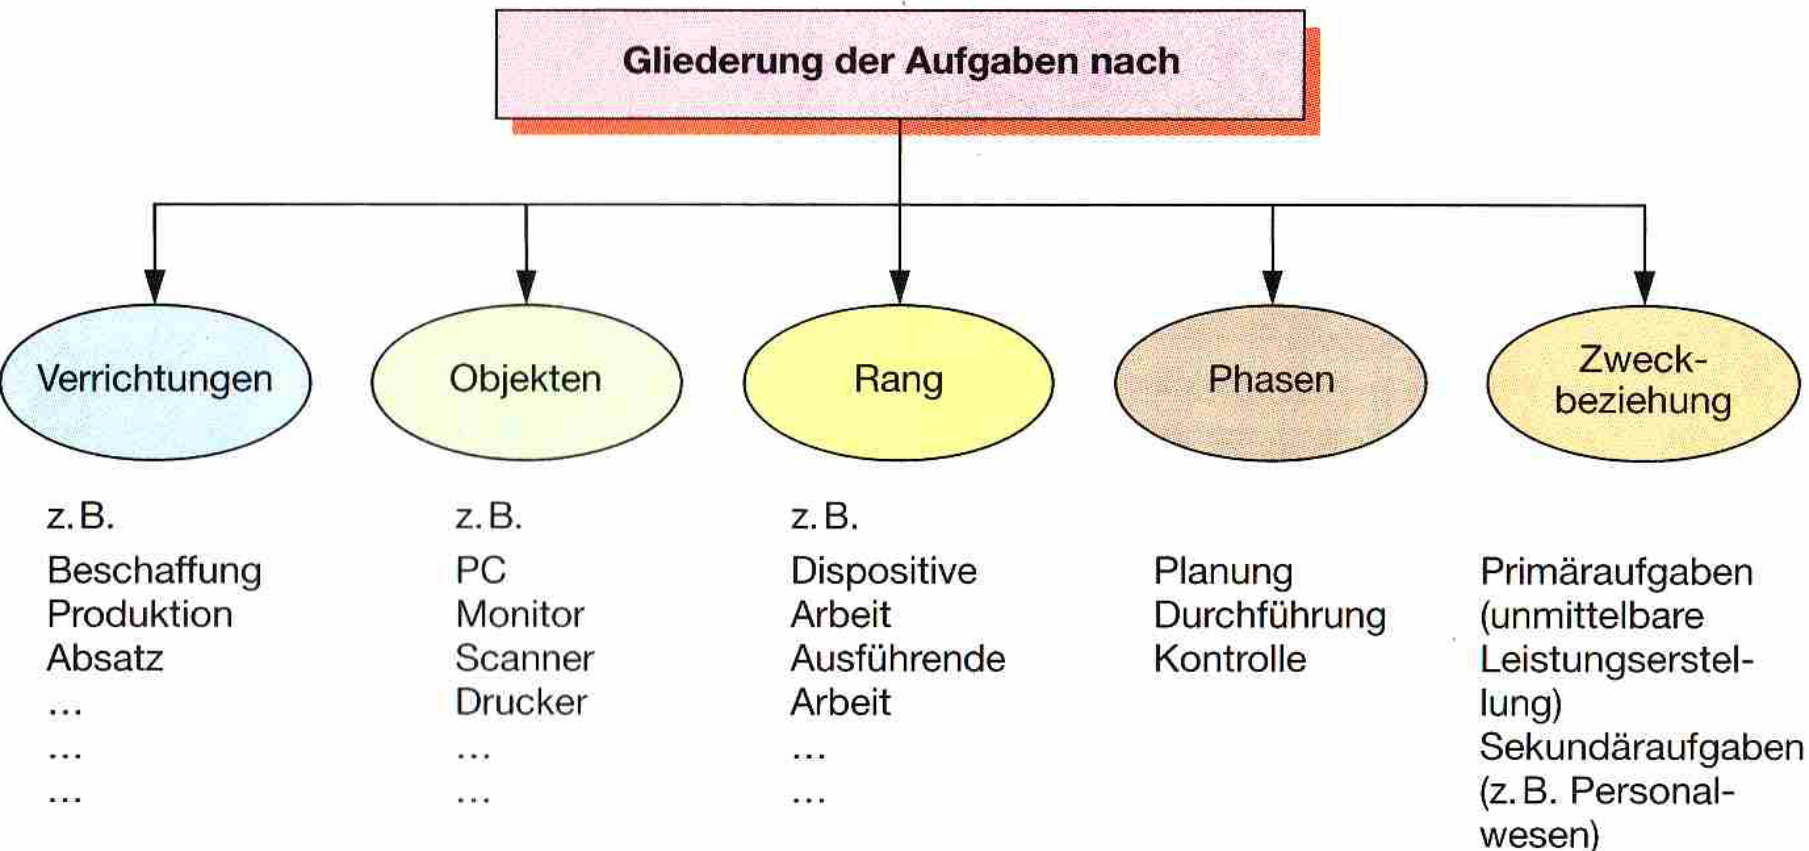 Gliederung der Aufgaben nach
Verrichtungen
z. B.
Beschaffung
Produktion
Absatz
...
...
...
Objekten
z. B.
PC
Monitor
Scanner
Drucker
...
...
Rang
z. B.
Dispositive
Arbeit
Ausführende
Arbeit
...
...
Phasen
Planung
Durchführung
Kontrolle
Zweck-
beziehung
Primäraufgaben
(unmittelbare
Leistungserstel-
lung)
Sekundäraufgaben
(z. B. Personal-
wesen)